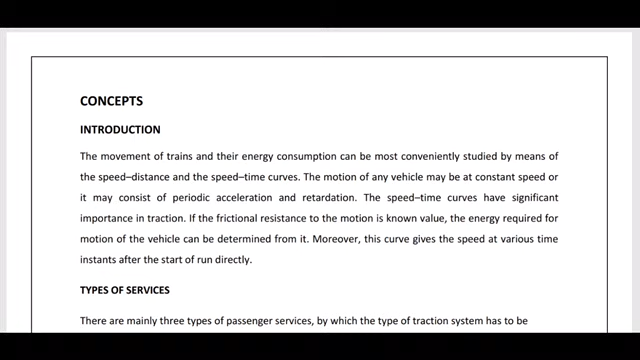 CONCEPTS
INTRODUCTION
The movement of trains and their energy consumption can be most conveniently studied by means of
the speed–distance and the speed–time curves. The motion of any vehicle may be at constant speed or
it may consist of periodic acceleration and retardation. The speed–time curves have significant
importance in traction. If the frictional resistance to the motion is known value, the energy required for
motion of the vehicle can be determined from it. Moreover, this curve gives the speed at various time
instants after the start of run directly.
TYPES OF SERVICES
There are mainly three types of passenger services, by which the type of traction system has to be